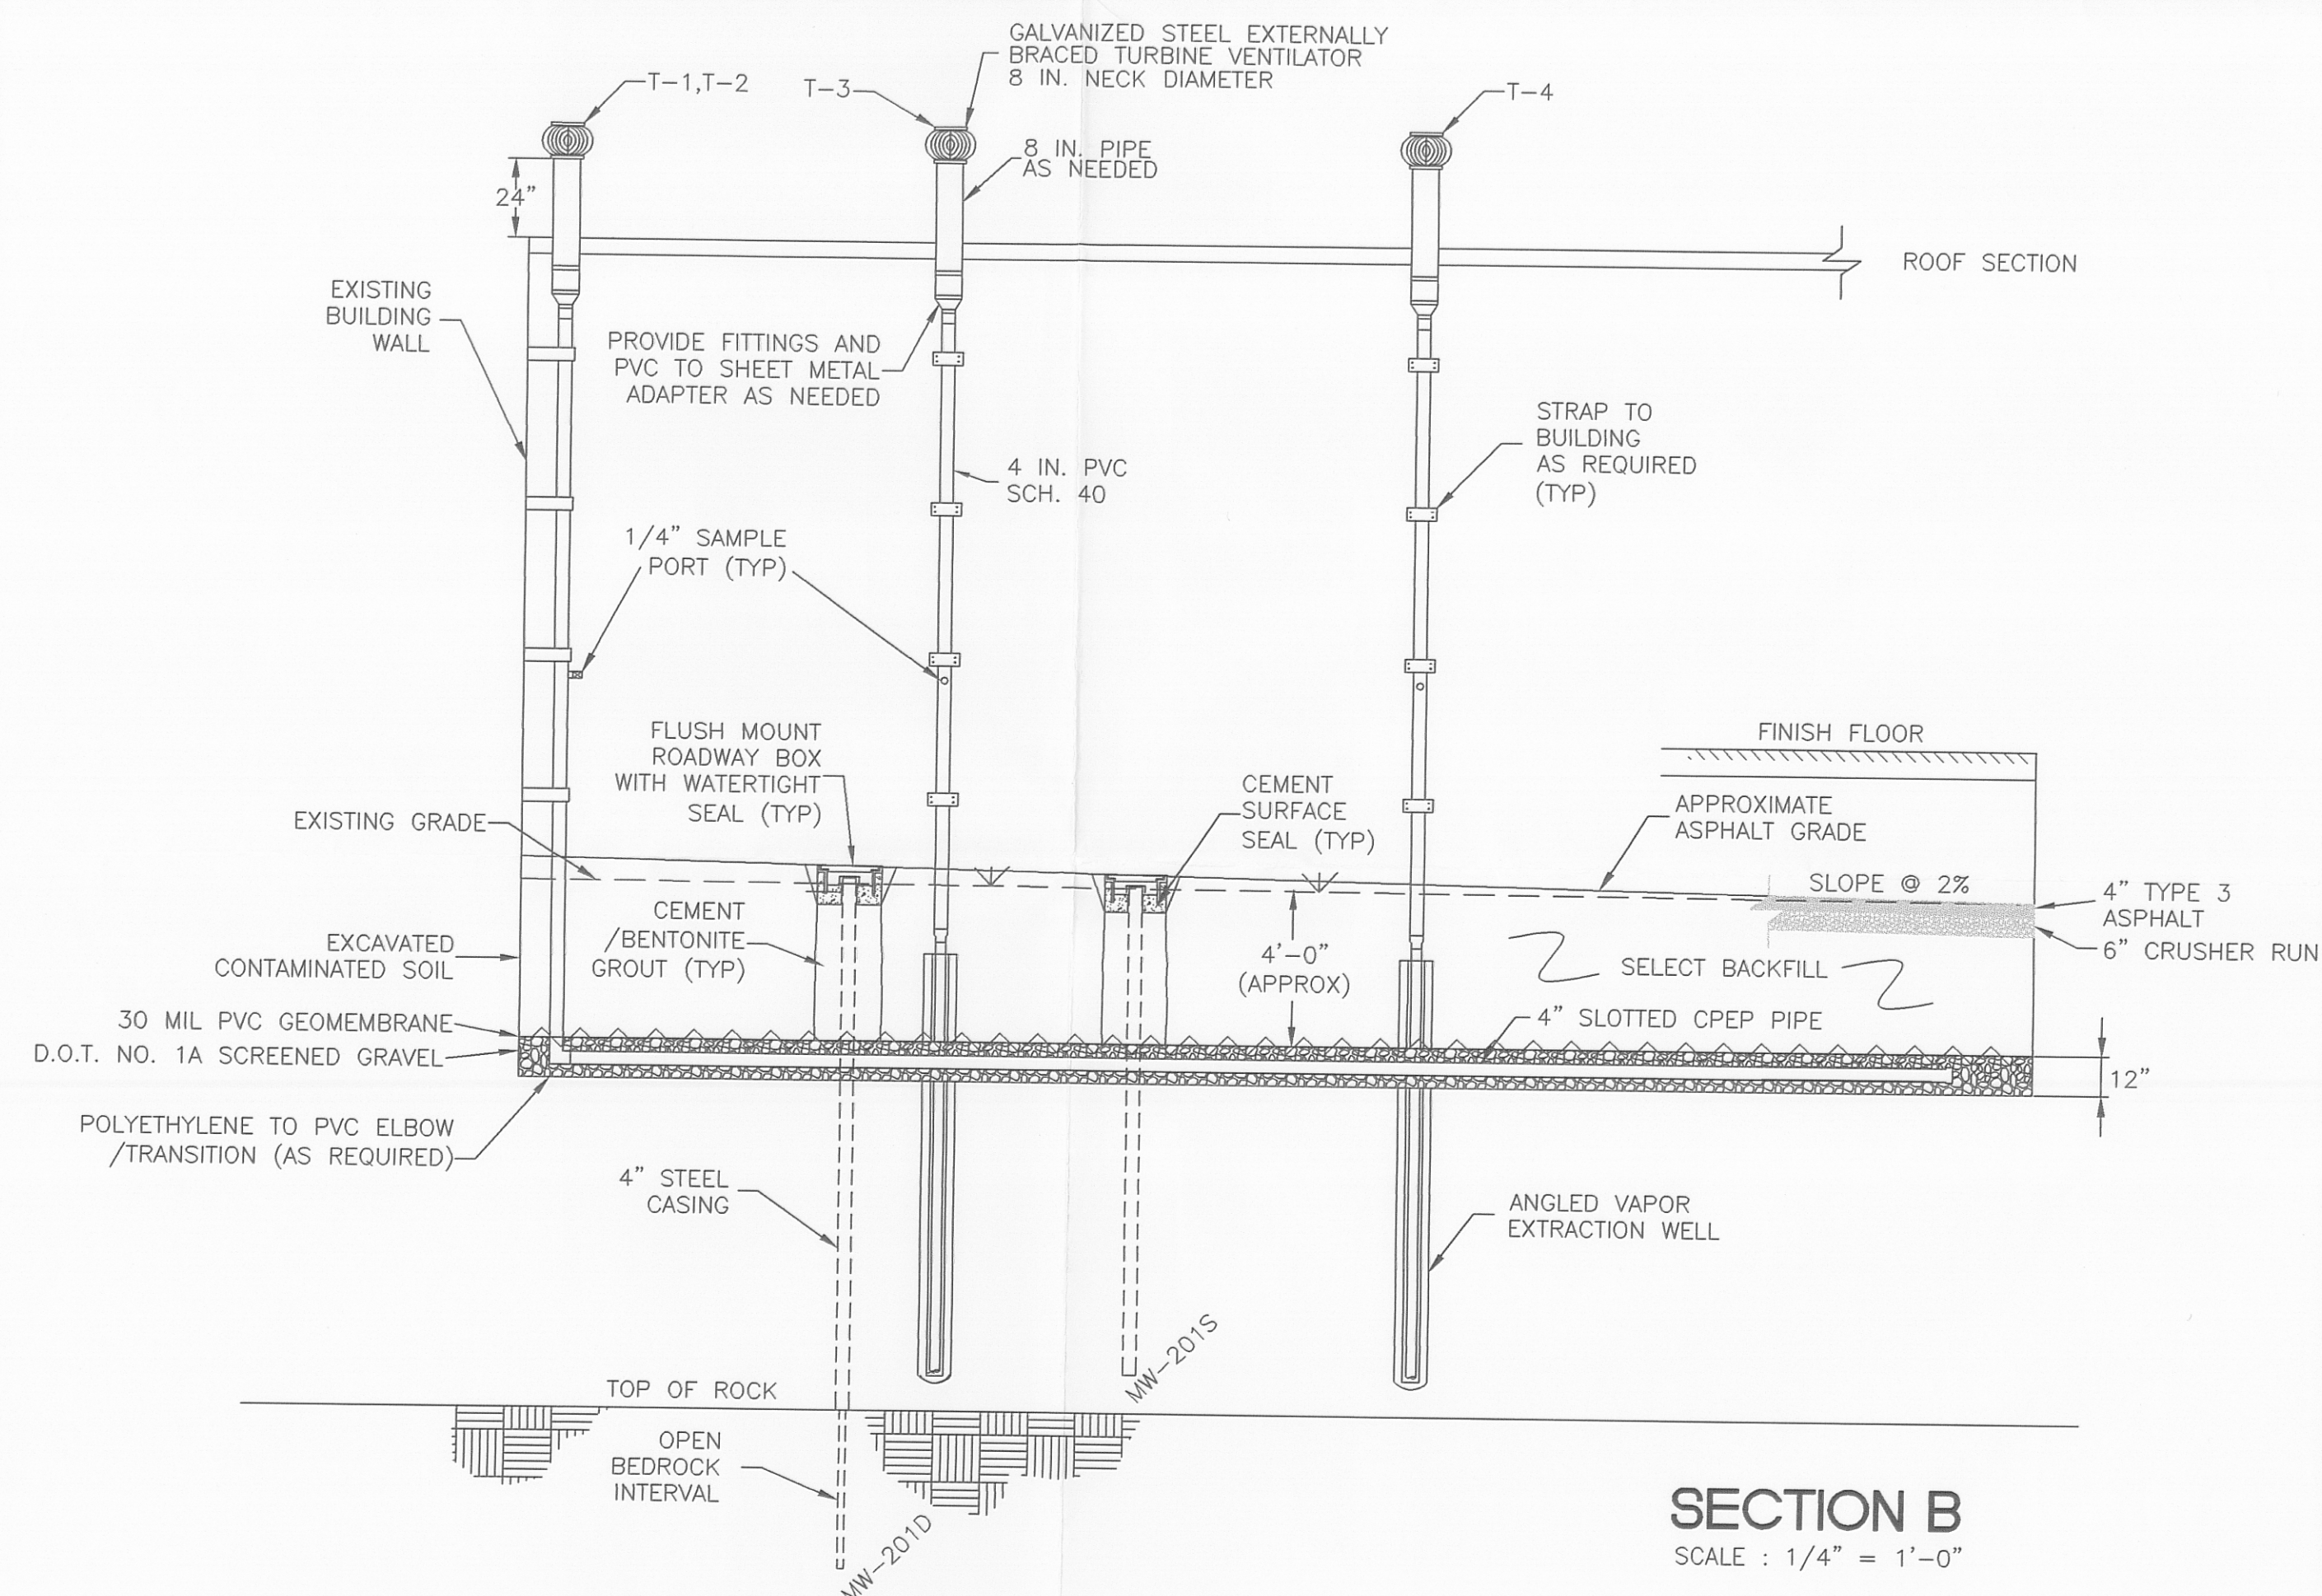 GALVANIZED STEEL EXTERNALLY
BRACED TURBINE VENTILATOR
8 IN. NECK DIAMETER
T-1,T-2
T-3
T-4
8 IN. PIPE
AS NEEDED
24"
ROOF SECTION
EXISTING
BUILDING
WALL
PROVIDE FITTINGS AND
PVC TO SHEET METAL
ADAPTER AS NEEDED
STRAP TO
BUILDING
AS REQUIRED
(TYP)
4 IN. PVC
SCH. 40
1/4" SAMPLE
PORT (TYP)
FLUSH MOUNT
ROADWAY BOX
WITH WATERTIGHT
SEAL (TYP)
FINISH FLOOR
CEMENT
SURFACE
SEAL (TYP)
APPROXIMATE
ASPHALT GRADE
EXISTING GRADE
SLOPE @ 2%
4" TYPE 3
ASPHALT
6" CRUSHER RUN
CEMENT
/BENTONITE
GROUT (TYP)
EXCAVATED
CONTAMINATED SOIL
4'-0"
(APPROX)
SELECT BACKFILL
30 MIL PVC GEOMEMBRANE
4" SLOTTED CPEP PIPE
D.O.T. NO. 1A SCREENED GRAVEL
12"
POLYETHYLENE TO PVC ELBOW
/TRANSITION (AS REQUIRED)
4" STEEL
CASING
ANGLED VAPOR
EXTRACTION WELL
MW-201S
TOP OF ROCK
OPEN
BEDROCK
INTERVAL
MW-201D
SECTION B
SCALE : 1/4" = 1'-0"